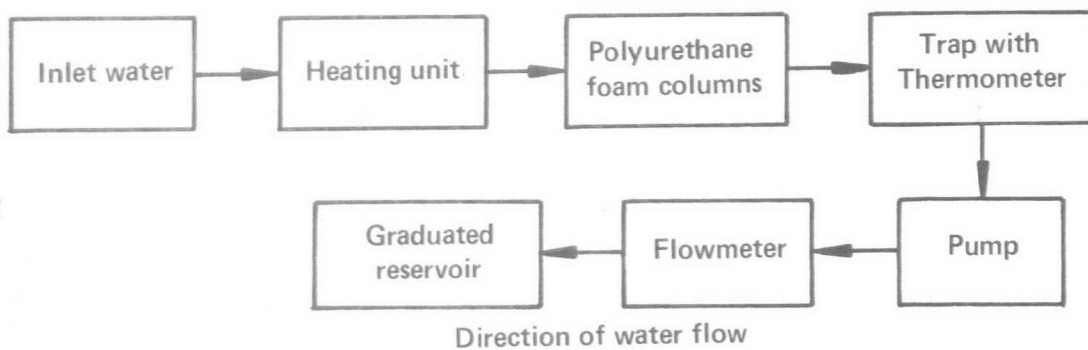 Inlet water
Heating unit
Polyurethane
foam columns
Trap with
Thermometer
Pump
Flowmeter
Graduated
reservoir
Direction of water flow